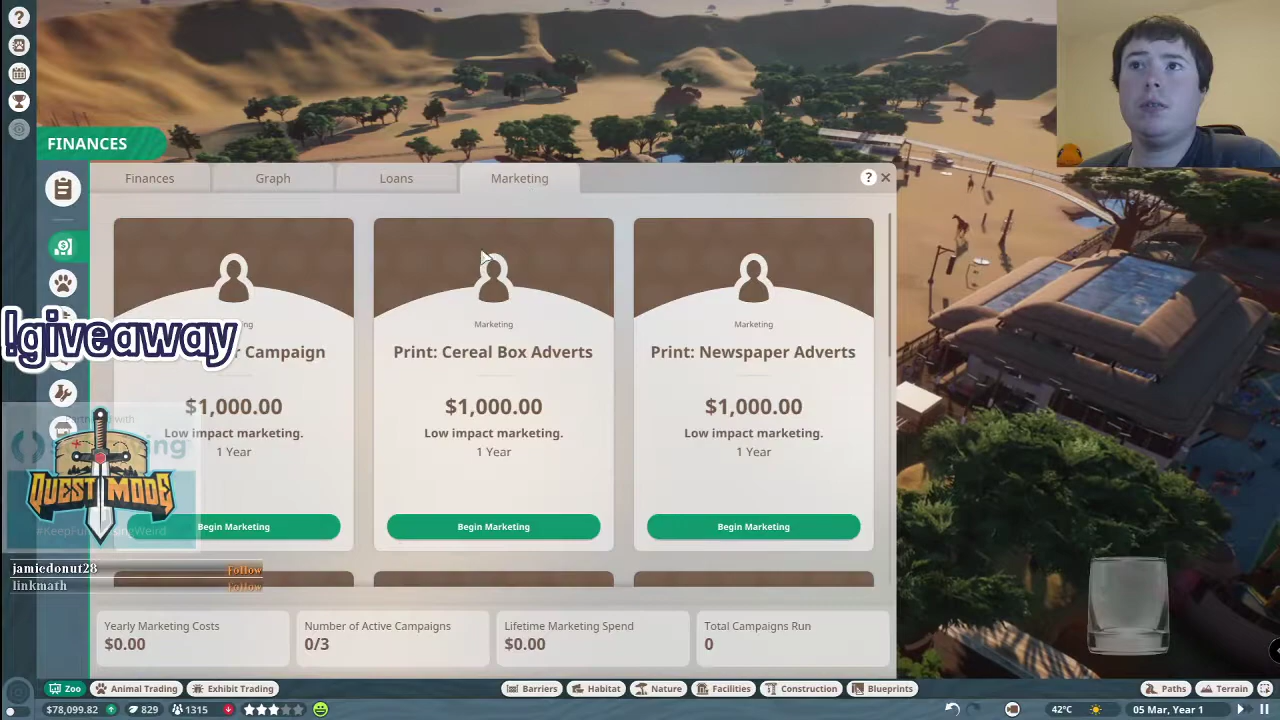 FINANCES
Finances
Graph
Loans
Marketing
?
Campaign
$1,000.00
Low impact marketing.
1 Year
Begin Marketing
Marketing
Print: Cereal Box Adverts
$1,000.00
Low impact marketing.
1 Year
Begin Marketing
Marketing
Print: Newspaper Adverts
$1,000.00
Low impact marketing.
1 Year
Begin Marketing
!giveaway
QUEST MODE
jamiedonut28 Follow
linkmath Follow
Yearly Marketing Costs
$0.00
Number of Active Campaigns
0/3
Lifetime Marketing Spend
$0.00
Total Campaigns Run
0
Zoo
Animal Trading
Exhibit Trading
Barriers
Habitat
Nature
Facilities
Construction
Blueprints
Paths
Terrain
$78,099.82
829
1315
42°C
05 Mar, Year 1